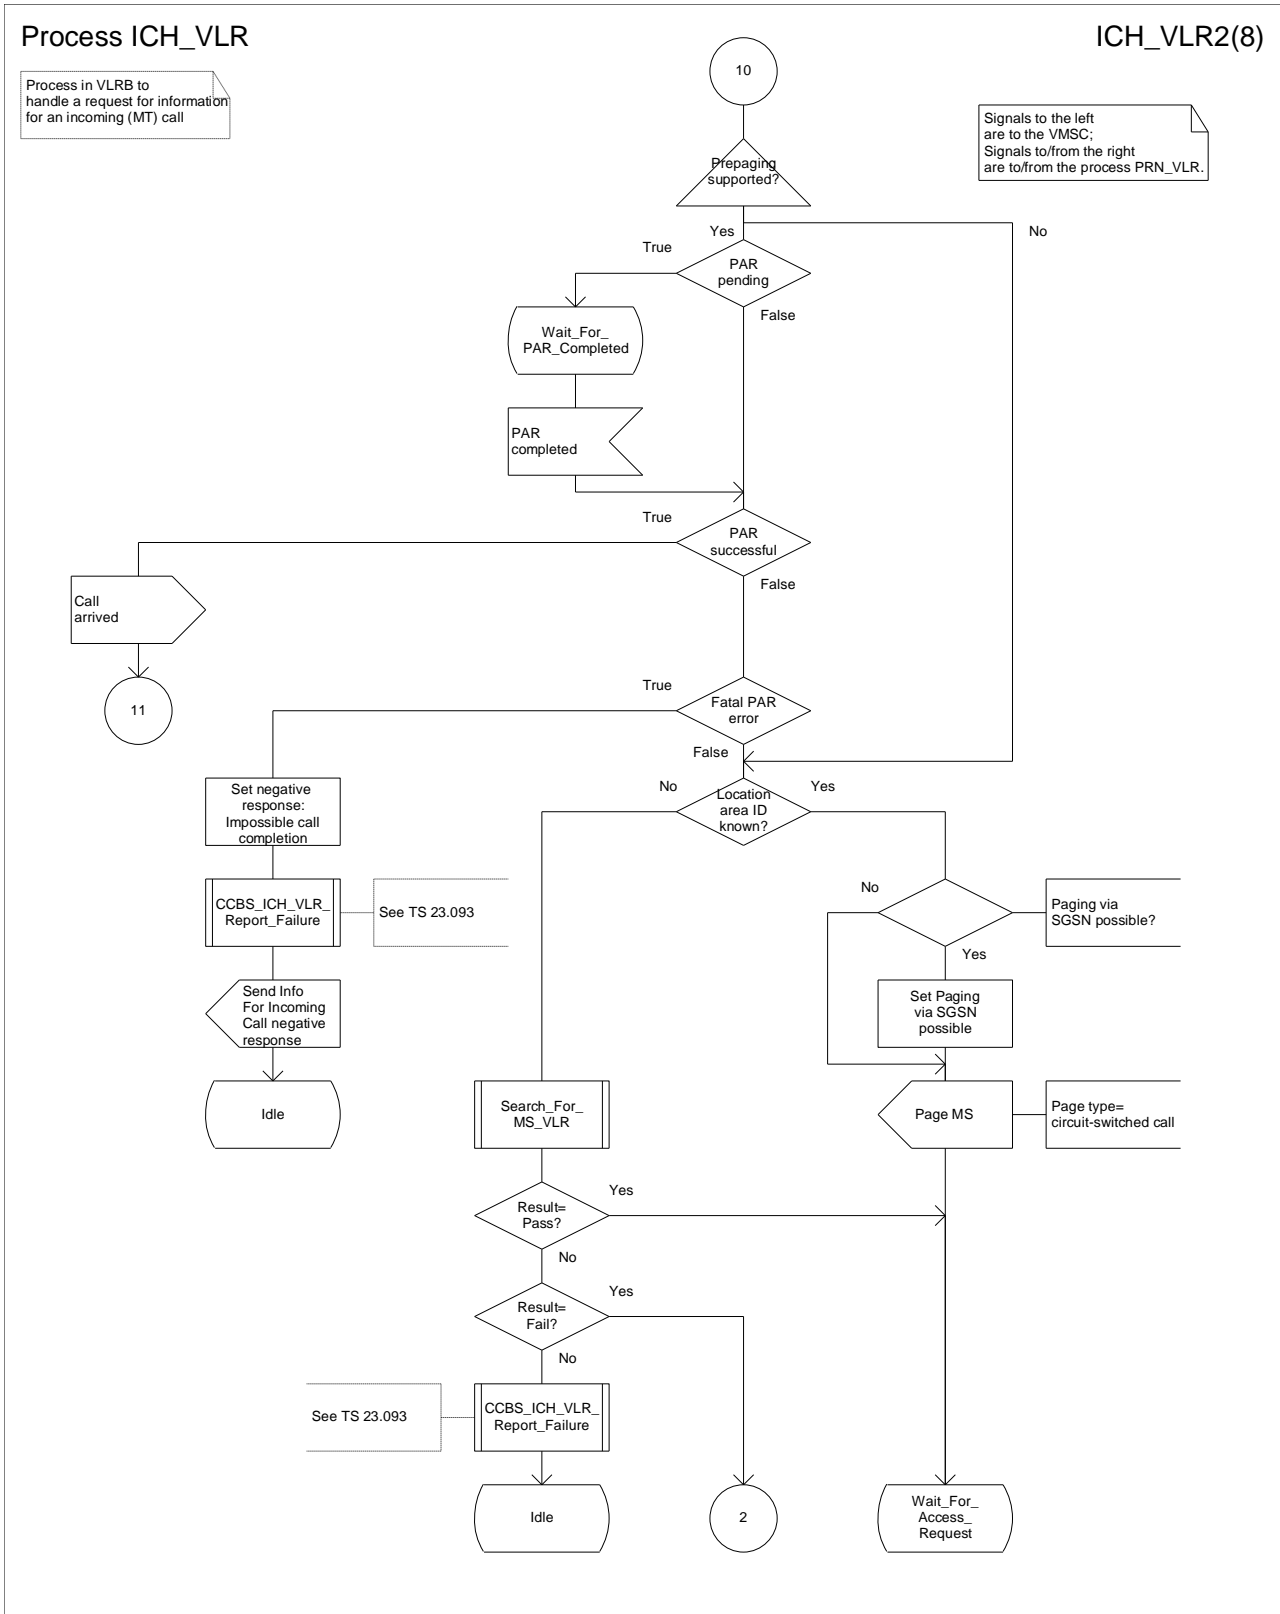 Process ICH_VLR
ICH_VLR2(8)
Process in VLRB to
handle a request for information
for an incoming (MT) call
10
Signals to the left
are to the VMSC;
Signals to/from the right
are to/from the process PRN_VLR.
Prepaging
supported?
Yes
No
True
PAR
pending
False
Wait_For_
PAR_Completed
PAR
completed
True
PAR
successful
False
Call
arrived
11
True
Fatal PAR
error
False
No
Location
area ID
known?
Yes
Set negative
response:
Impossible call
completion
CCBS_ICH_VLR_
Report_Failure
See TS 23.093
No
Paging via
SGSN possible?
Yes
Send Info
For Incoming
Call negative
response
Set Paging
via SGSN
possible
Idle
Search_For_
MS_VLR
Page MS
Page type=
circuit-switched call
Result=
Pass?
Yes
No
Result=
Fail?
Yes
No
See TS 23.093
CCBS_ICH_VLR_
Report_Failure
Idle
2
Wait_For_
Access_
Request